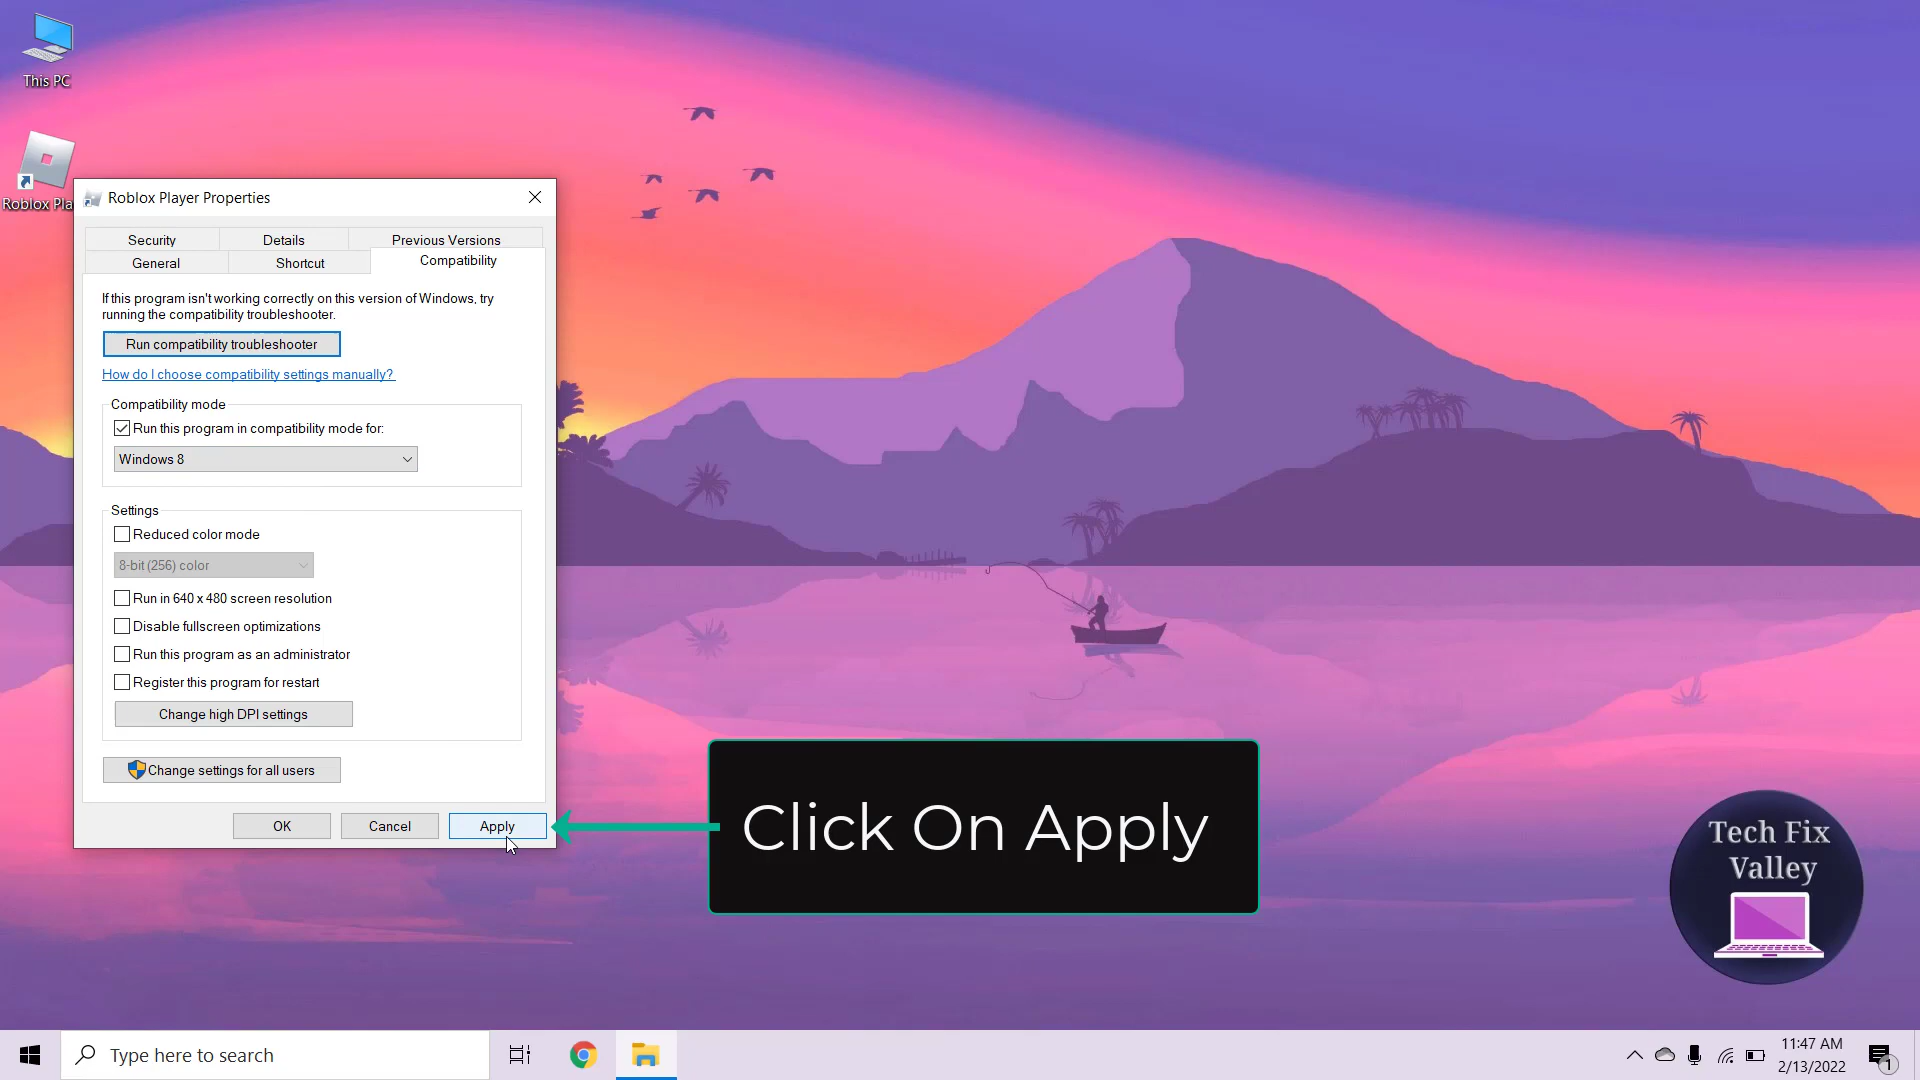 This PC
Roblox Pla
Roblox Player Properties
Security
Details
Previous Versions
General
Shortcut
Compatibility
If this program isn't working correctly on this version of Windows, try
running the compatibility troubleshooter.
Run compatibility troubleshooter
How do I choose compatibility settings manually?
Compatibility mode
Run this program in compatibility mode for:
Windows 8
Settings
Reduced color mode
8-bit (256) color
Run in 640 x 480 screen resolution
Disable fullscreen optimizations
Run this program as an administrator
Register this program for restart
Change high DPI settings
Change settings for all users
OK
Cancel
Apply
Click On Apply
Tech Fix
Valley
Type here to search
11:47 AM
2/13/2022
1